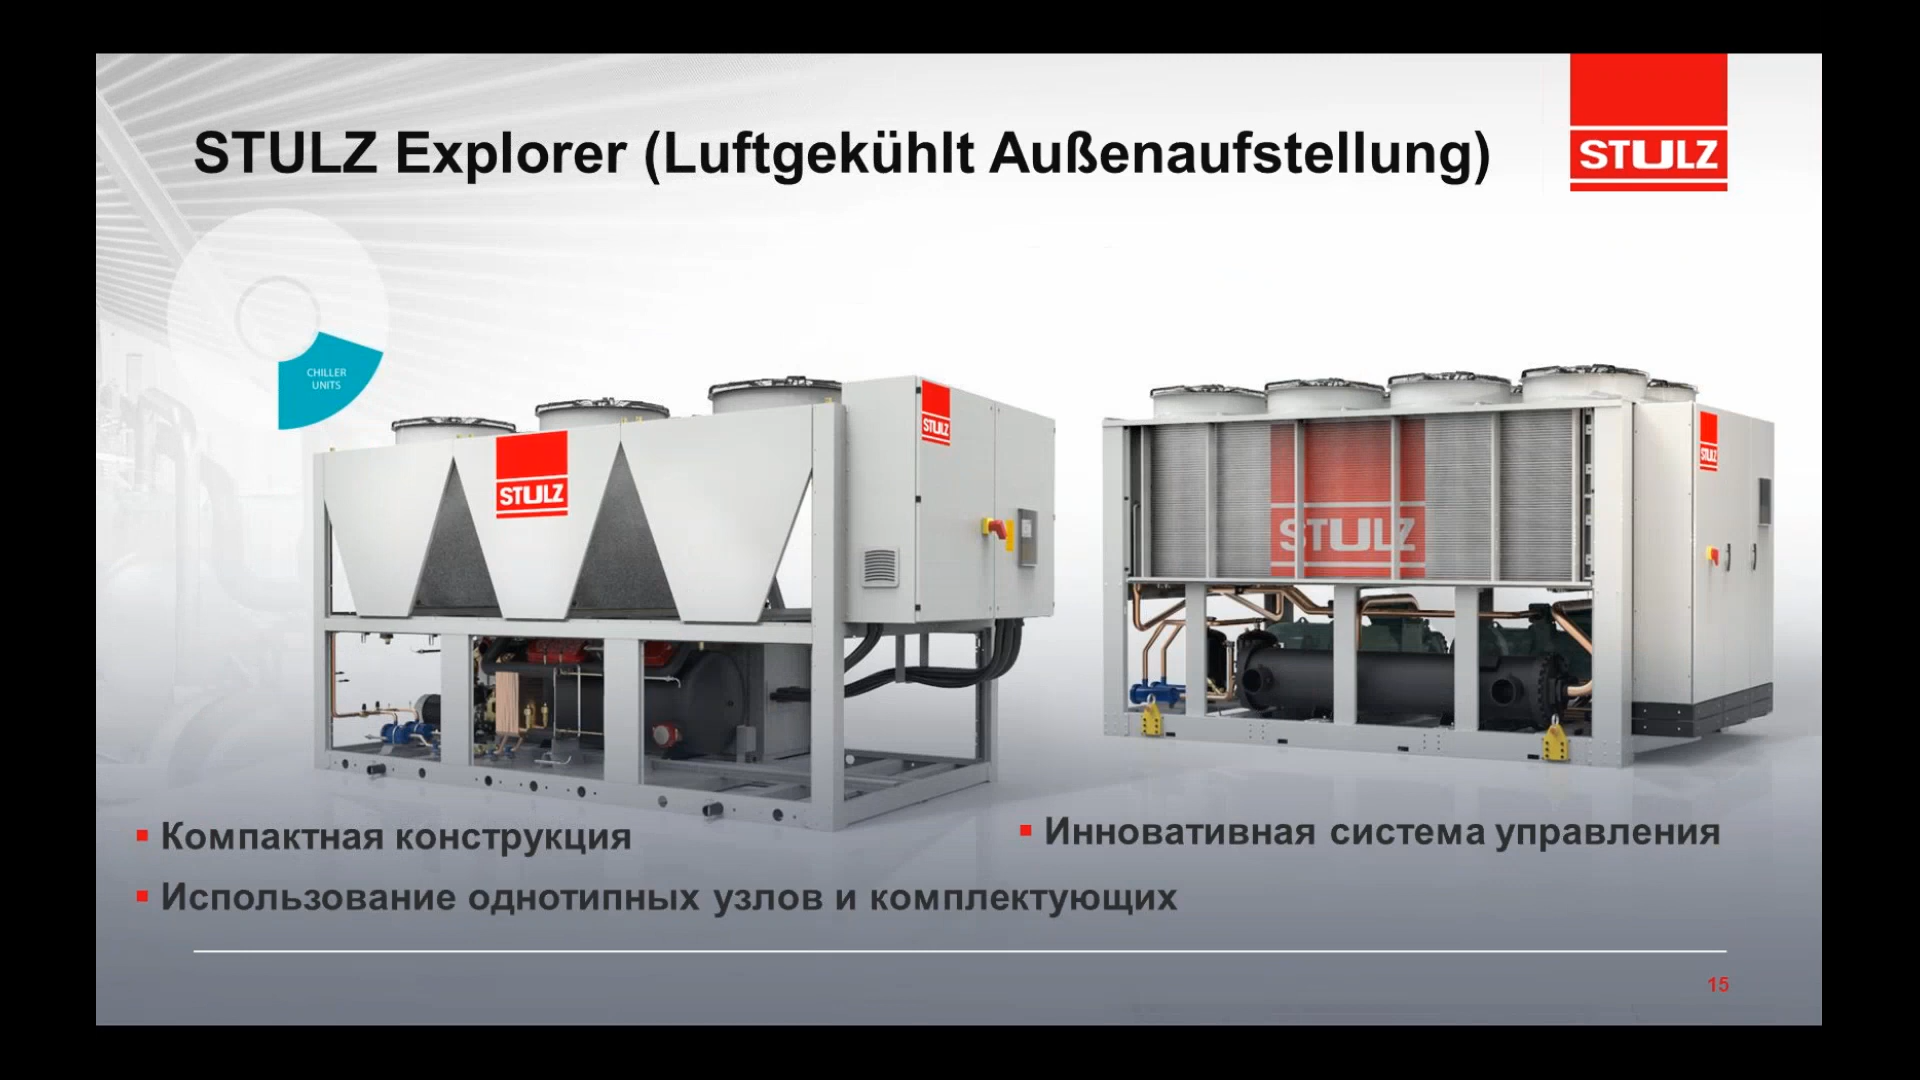 STULZ Explorer (Luftgekühlt Außenaufstellung)
STULZ
CHILLER
UNITS
STULZ
STULZ
STULZ
STULZ
▪ Компактная конструкция
▪ Инновативная система управления
▪ Использование однотипных узлов и комплектующих
15